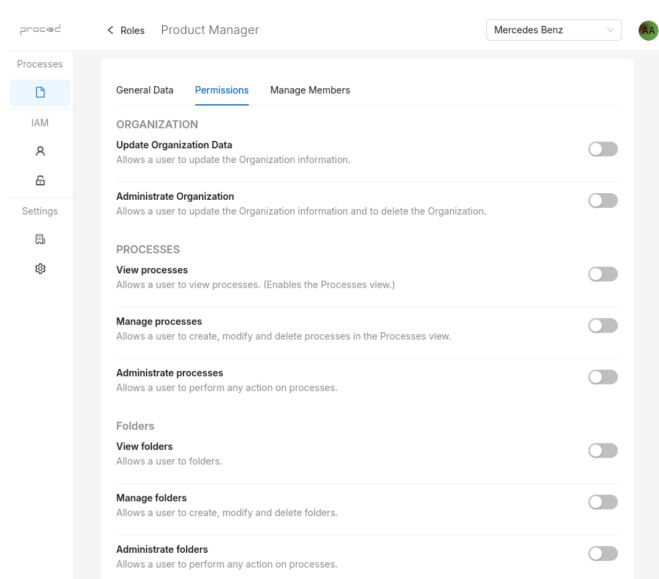 proced
Roles
Product Manager
Mercedes Benz
AA
Processes
IAM
Settings
General Data
Permissions
Manage Members
ORGANIZATION
Update Organization Data
Allows a user to update the Organization information.
Administrate Organization
Allows a user to update the Organization information and to delete the Organization.
PROCESSES
View processes
Allows a user to view processes. (Enables the Processes view.)
Manage processes
Allows a user to create, modify and delete processes in the Processes view.
Administrate processes
Allows a user to perform any action on processes.
Folders
View folders
Allows a user to folders.
Manage folders
Allows a user to create, modify and delete folders.
Administrate folders
Allows a user to perform any action on processes.